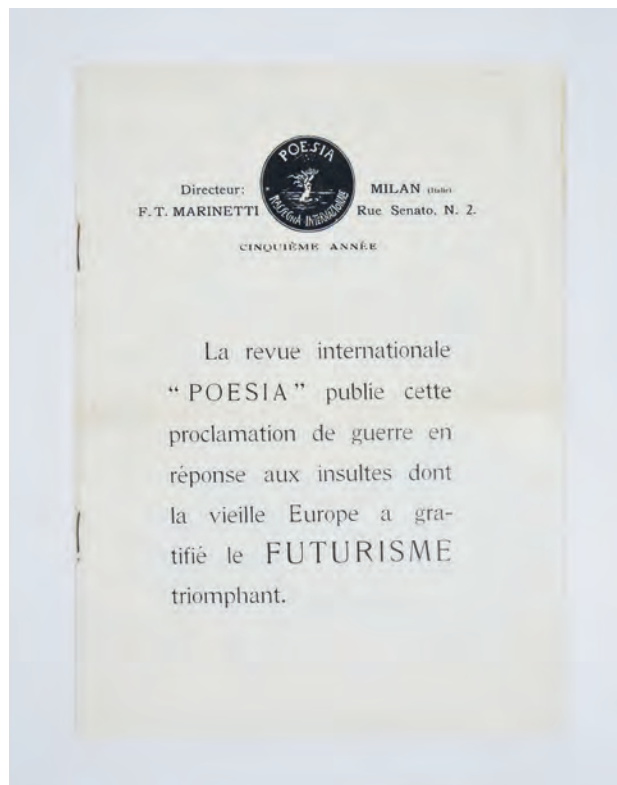 POESIA
RASSEGNA INTERNAZIONALE
Directeur:
F. T. MARINETTI
MILAN (Italie)
Rue Senato, N. 2.
CINQUIÈME ANNÉE
La revue internationale
“ POESIA ” publie cette
proclamation de guerre en
réponse aux insultes dont
la vieille Europe a gra-
tifié le FUTURISME
triomphant.